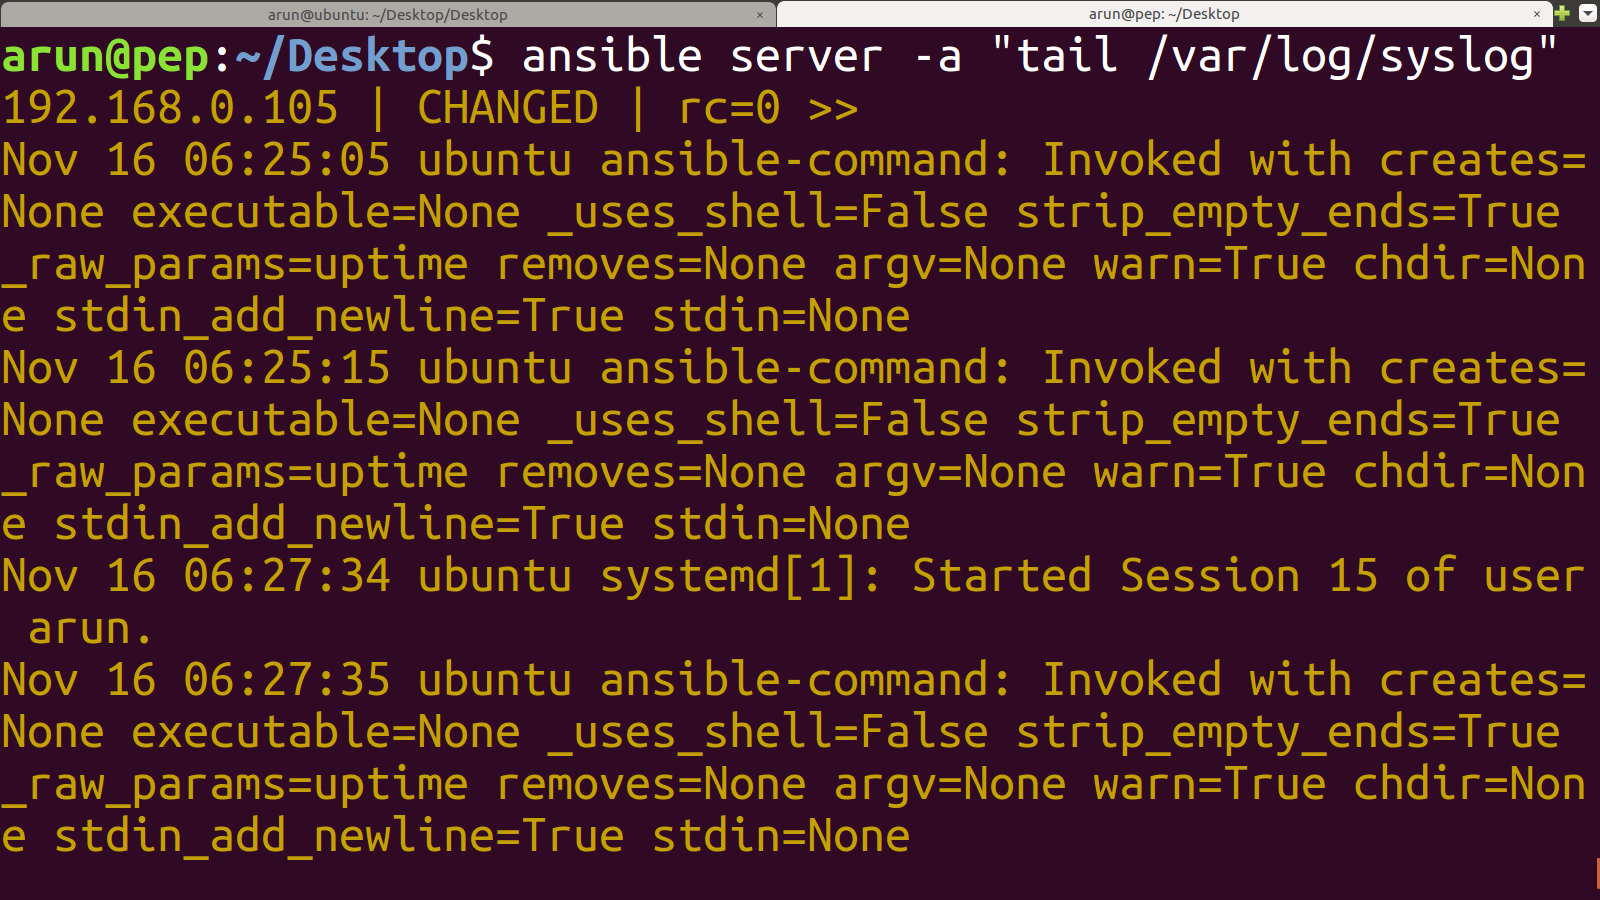 arun@ubuntu: ~/Desktop/Desktop × arun@pep: ~/Desktop ×
arun@pep:~/Desktop$ ansible server -a "tail /var/log/syslog"
192.168.0.105 | CHANGED | rc=0 >>
Nov 16 06:25:05 ubuntu ansible-command: Invoked with creates=
None executable=None _uses_shell=False strip_empty_ends=True
_raw_params=uptime removes=None argv=None warn=True chdir=Non
e stdin_add_newline=True stdin=None
Nov 16 06:25:15 ubuntu ansible-command: Invoked with creates=
None executable=None _uses_shell=False strip_empty_ends=True
_raw_params=uptime removes=None argv=None warn=True chdir=Non
e stdin_add_newline=True stdin=None
Nov 16 06:27:34 ubuntu systemd[1]: Started Session 15 of user
 arun.
Nov 16 06:27:35 ubuntu ansible-command: Invoked with creates=
None executable=None _uses_shell=False strip_empty_ends=True
_raw_params=uptime removes=None argv=None warn=True chdir=Non
e stdin_add_newline=True stdin=None